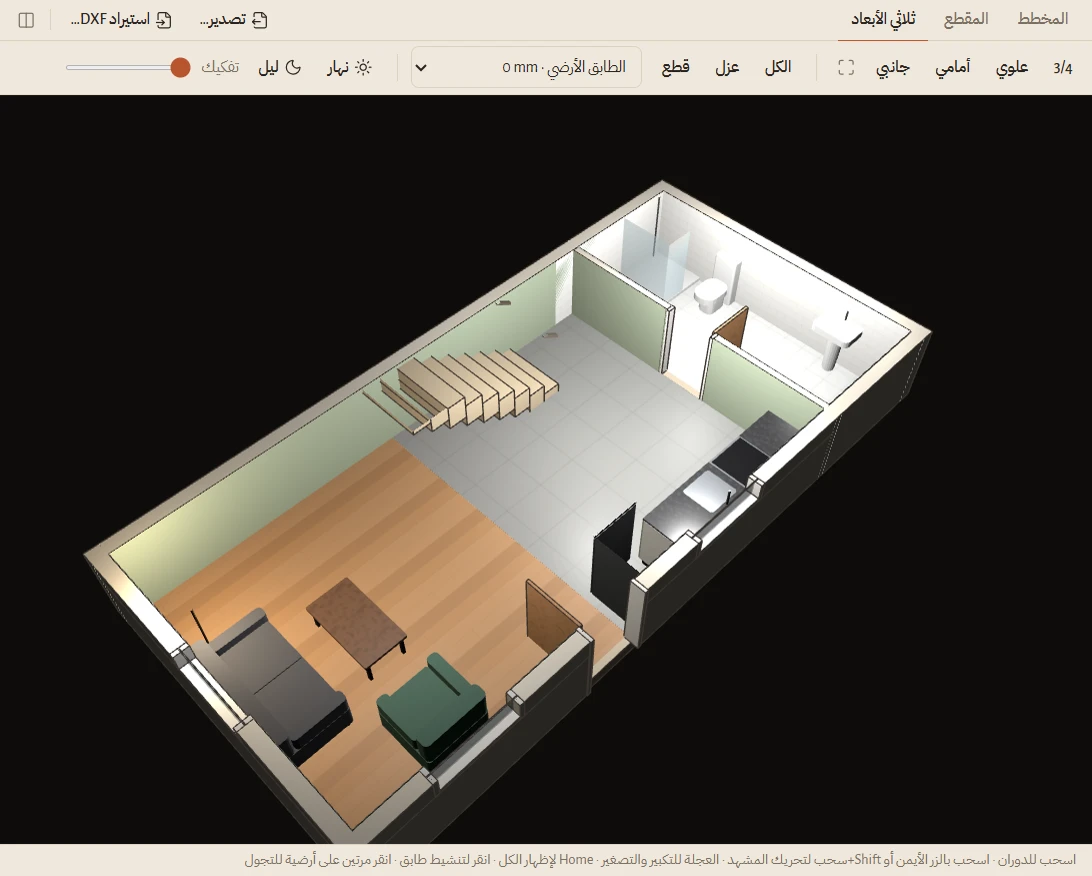 المخطط المقطع ثلاثي الأبعاد تصدير... استيراد DXF...
3/4 علوي أمامي جانبي الكل عزل قطع الطابق الأرضي · 0 mm نهار ليل تفكيك
اسحب للدوران · اسحب بالزر الأيمن أو Shift+سحب لتحريك المشهد · العجلة للتكبير والتصغير · Home لإظهار الكل · انقر لتنشيط طابق · انقر مرتين على أرضية للتجول